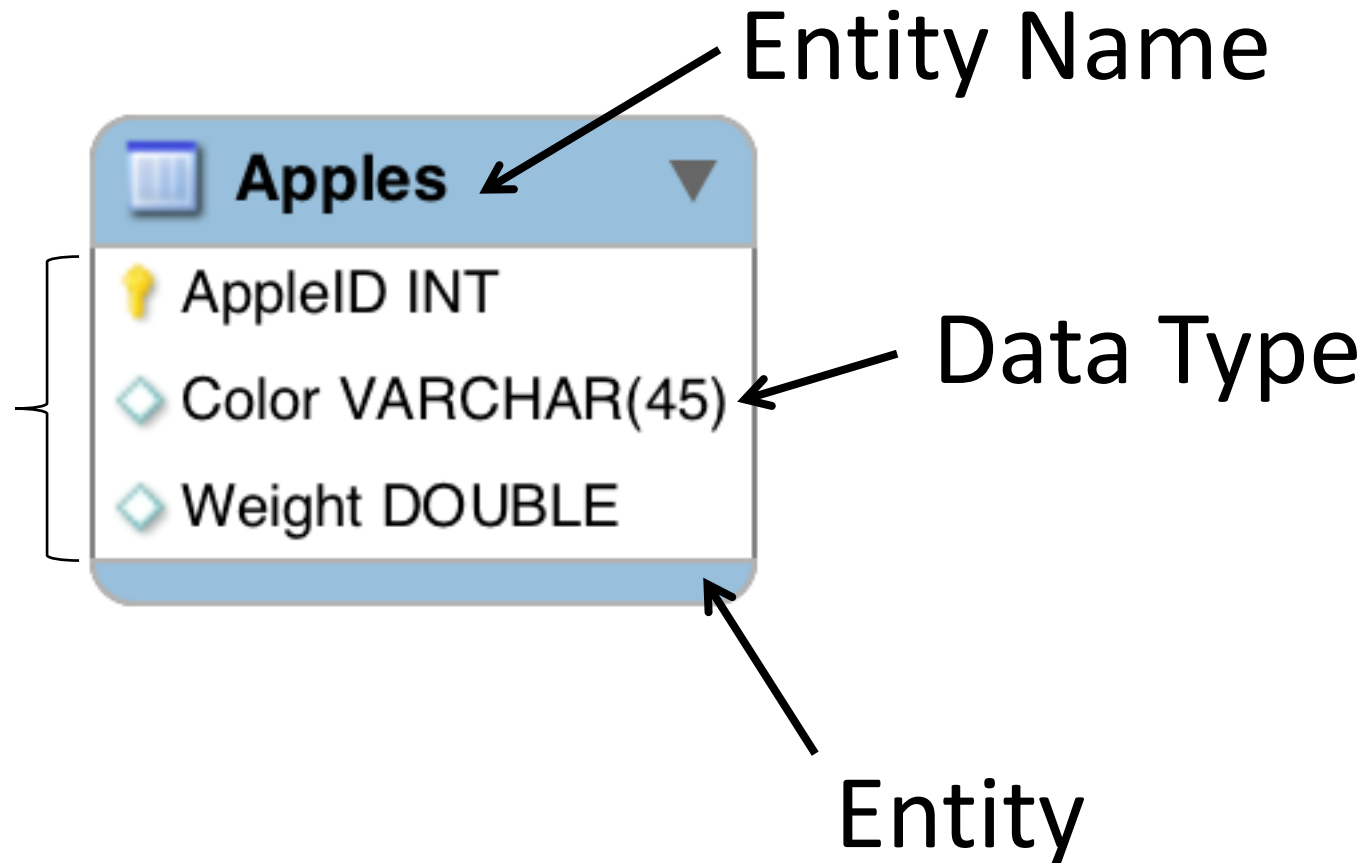 Entity Name
Apples
AppleID INT
Color VARCHAR(45)
Data Type
Weight DOUBLE
Entity